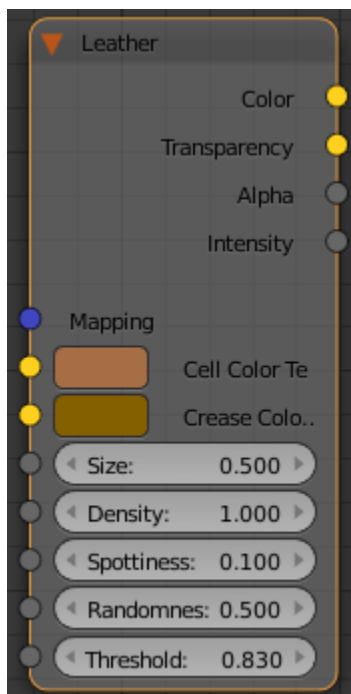 Leather
Color
Transparency
Alpha
Intensity
Mapping
Cell Color Te
Crease Colo..
Size: 0.500
Density: 1.000
Spottiness: 0.100
Randomnes: 0.500
Threshold: 0.830